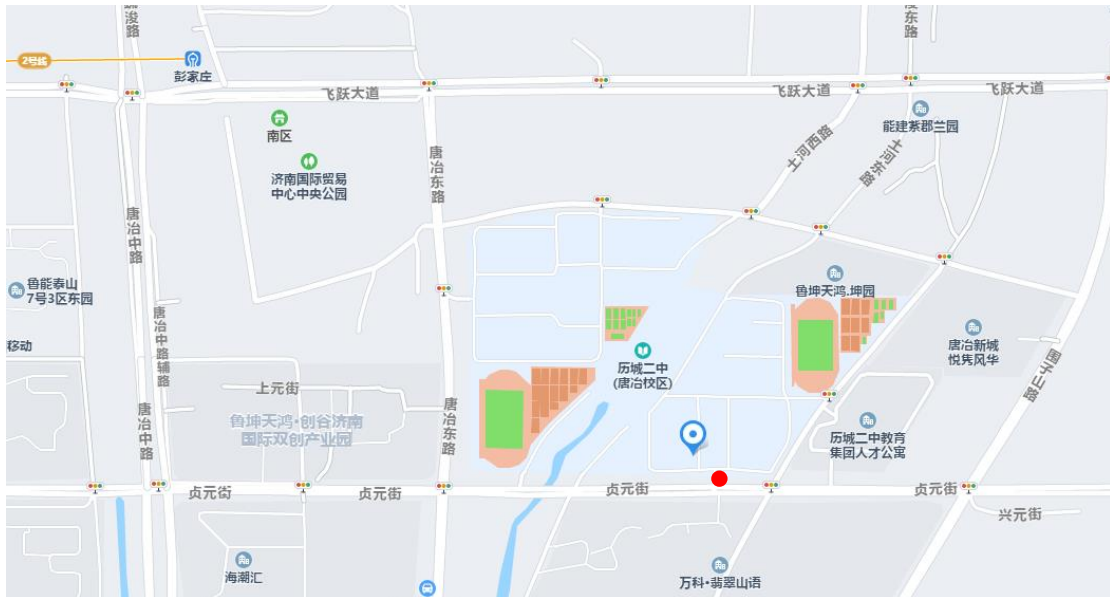 2号线
彭家庄
飞跃大道
飞跃大道
飞跃大道
南区
济南国际贸易
中心中央公园
唐冶东路
土河西路
土河东路
能建紫郡兰园
唐冶中路
鲁能泰山
7号3区东园
移动
唐冶中路辅路
鲁坤天鸿.坤园
唐冶新城
悦隽风华
围子山路
历城二中
(唐冶校区)
上元街
鲁坤天鸿·创谷济南
国际双创产业园
唐冶中路
唐冶东路
历城二中教育
集团人才公寓
贞元街
贞元街
贞元街
贞元街
兴元街
海潮汇
万科·翡翠山语